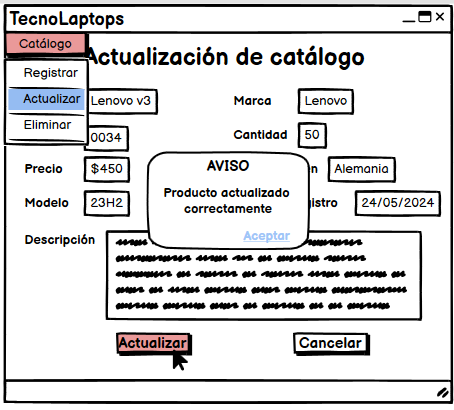 TecnoLaptops
Catálogo
Actualización de catálogo
Registrar
Actualizar
Eliminar
Lenovo v3
Marca
Lenovo
0034
Cantidad
50
Precio
$450
Alemania
Modelo
23H2
24/05/2024
AVISO
Producto actualizado
correctamente
Aceptar
Descripción
Actualizar
Cancelar